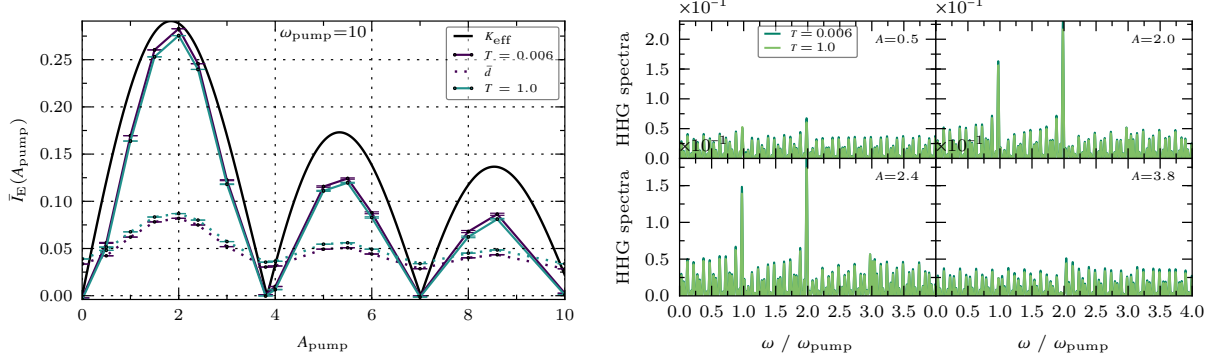 ω_pump=10
K_eff
T = 0.006
d̄
T = 1.0
0.25
0.20
0.15
0.10
0.05
0.00
Ī_E(A_pump)
0 2 4 6 8 10
A_pump
×10⁻¹ ×10⁻¹
T = 0.006
T = 1.0
A=0.5
A=2.0
HHG spectra
2.0
1.5
1.0
0.5
0.0
×10⁻¹ ×10⁻¹
A=2.4
A=3.8
HHG spectra
1.5
1.0
0.5
0.0
0.0 0.5 1.0 1.5 2.0 2.5 3.0 3.5 0.0 0.5 1.0 1.5 2.0 2.5 3.0 3.5 4.0
ω / ω_pump ω / ω_pump